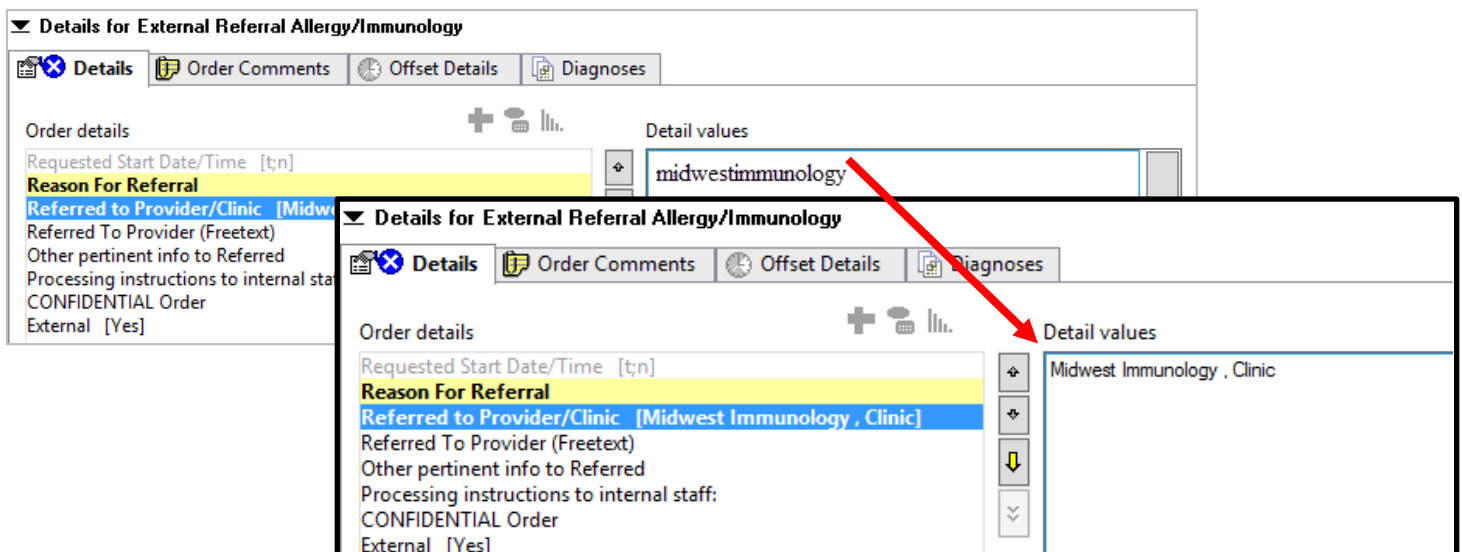 Details for External Referral Allergy/Immunology
Details Order Comments Offset Details Diagnoses
Order details
Detail values
Requested Start Date/Time [t;n]
Reason For Referral
Referred to Provider/Clinic [Midwe
Referred To Provider (Freetext)
Other pertinent info to Referred
Processing instructions to internal sta
CONFIDENTIAL Order
External [Yes]
midwestimmunology
Details for External Referral Allergy/Immunology
Details Order Comments Offset Details Diagnoses
Order details
Detail values
Requested Start Date/Time [t;n]
Reason For Referral
Referred to Provider/Clinic [Midwest Immunology , Clinic]
Referred To Provider (Freetext)
Other pertinent info to Referred
Processing instructions to internal staff:
CONFIDENTIAL Order
External [Yes]
Midwest Immunology , Clinic